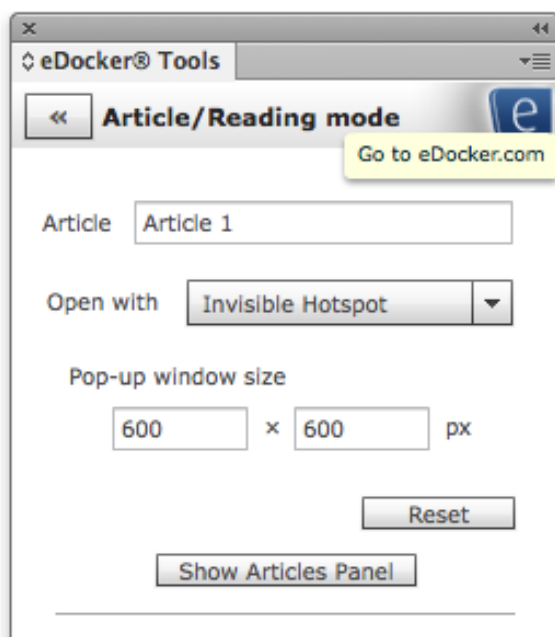 eDocker® Tools
« Article/Reading mode
e
Go to eDocker.com
Article Article 1
Open with Invisible Hotspot
Pop-up window size
600 × 600 px
Reset
Show Articles Panel